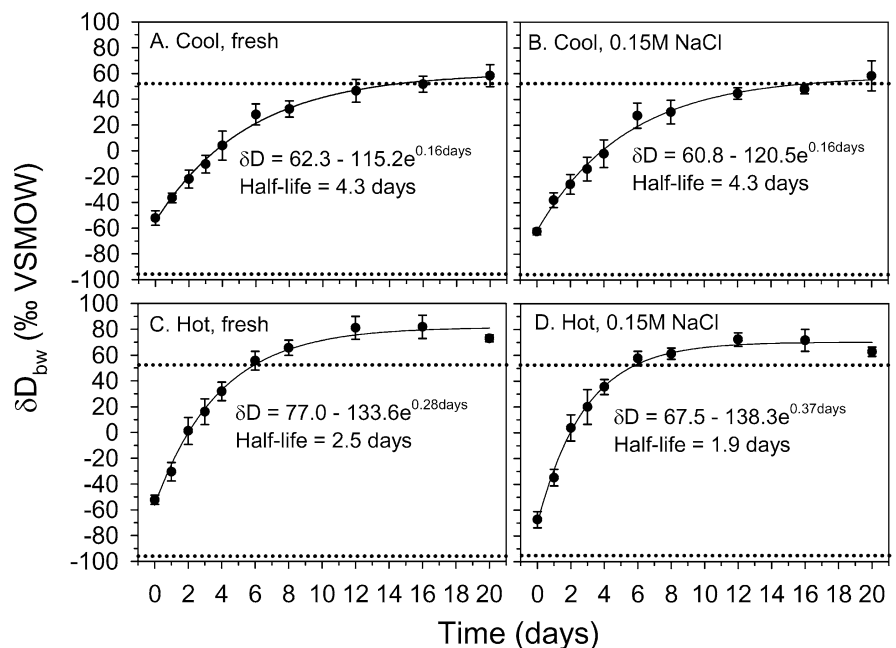 100
80
60
40
20
0
-20
-40
-60
-80
-100
A. Cool, fresh
δD = 62.3 - 115.2e^0.16days
Half-life = 4.3 days
B. Cool, 0.15M NaCl
δD = 60.8 - 120.5e^0.16days
Half-life = 4.3 days
δD_bw (‰ VSMOW)
80
60
40
20
0
-20
-40
-60
-80
-100
C. Hot, fresh
δD = 77.0 - 133.6e^0.28days
Half-life = 2.5 days
D. Hot, 0.15M NaCl
δD = 67.5 - 138.3e^0.37days
Half-life = 1.9 days
0 2 4 6 8 10 12 14 16 18 20
0 2 4 6 8 10 12 14 16 18 20
Time (days)